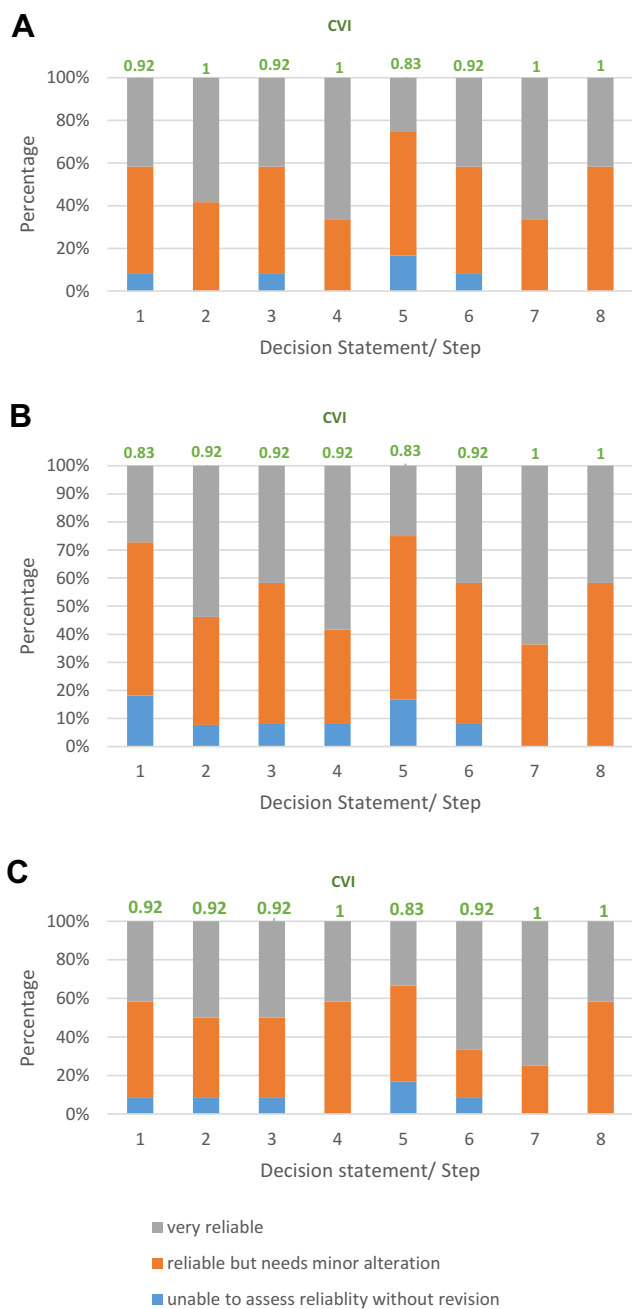 A
CVI
0.92 1 0.92 1 0.83 0.92 1 1
100%
80%
60%
40%
20%
0%
Percentage
1 2 3 4 5 6 7 8
Decision Statement/ Step
B
CVI
0.83 0.92 0.92 0.92 0.83 0.92 1 1
100%
90%
80%
70%
60%
50%
40%
30%
20%
10%
0%
Percentage
1 2 3 4 5 6 7 8
Decision Statement/ Step
C
CVI
0.92 0.92 0.92 1 0.83 0.92 1 1
100%
80%
60%
40%
20%
0%
Percentage
1 2 3 4 5 6 7 8
Decision statement/ Step
very reliable
reliable but needs minor alteration
unable to assess reliablity without revision